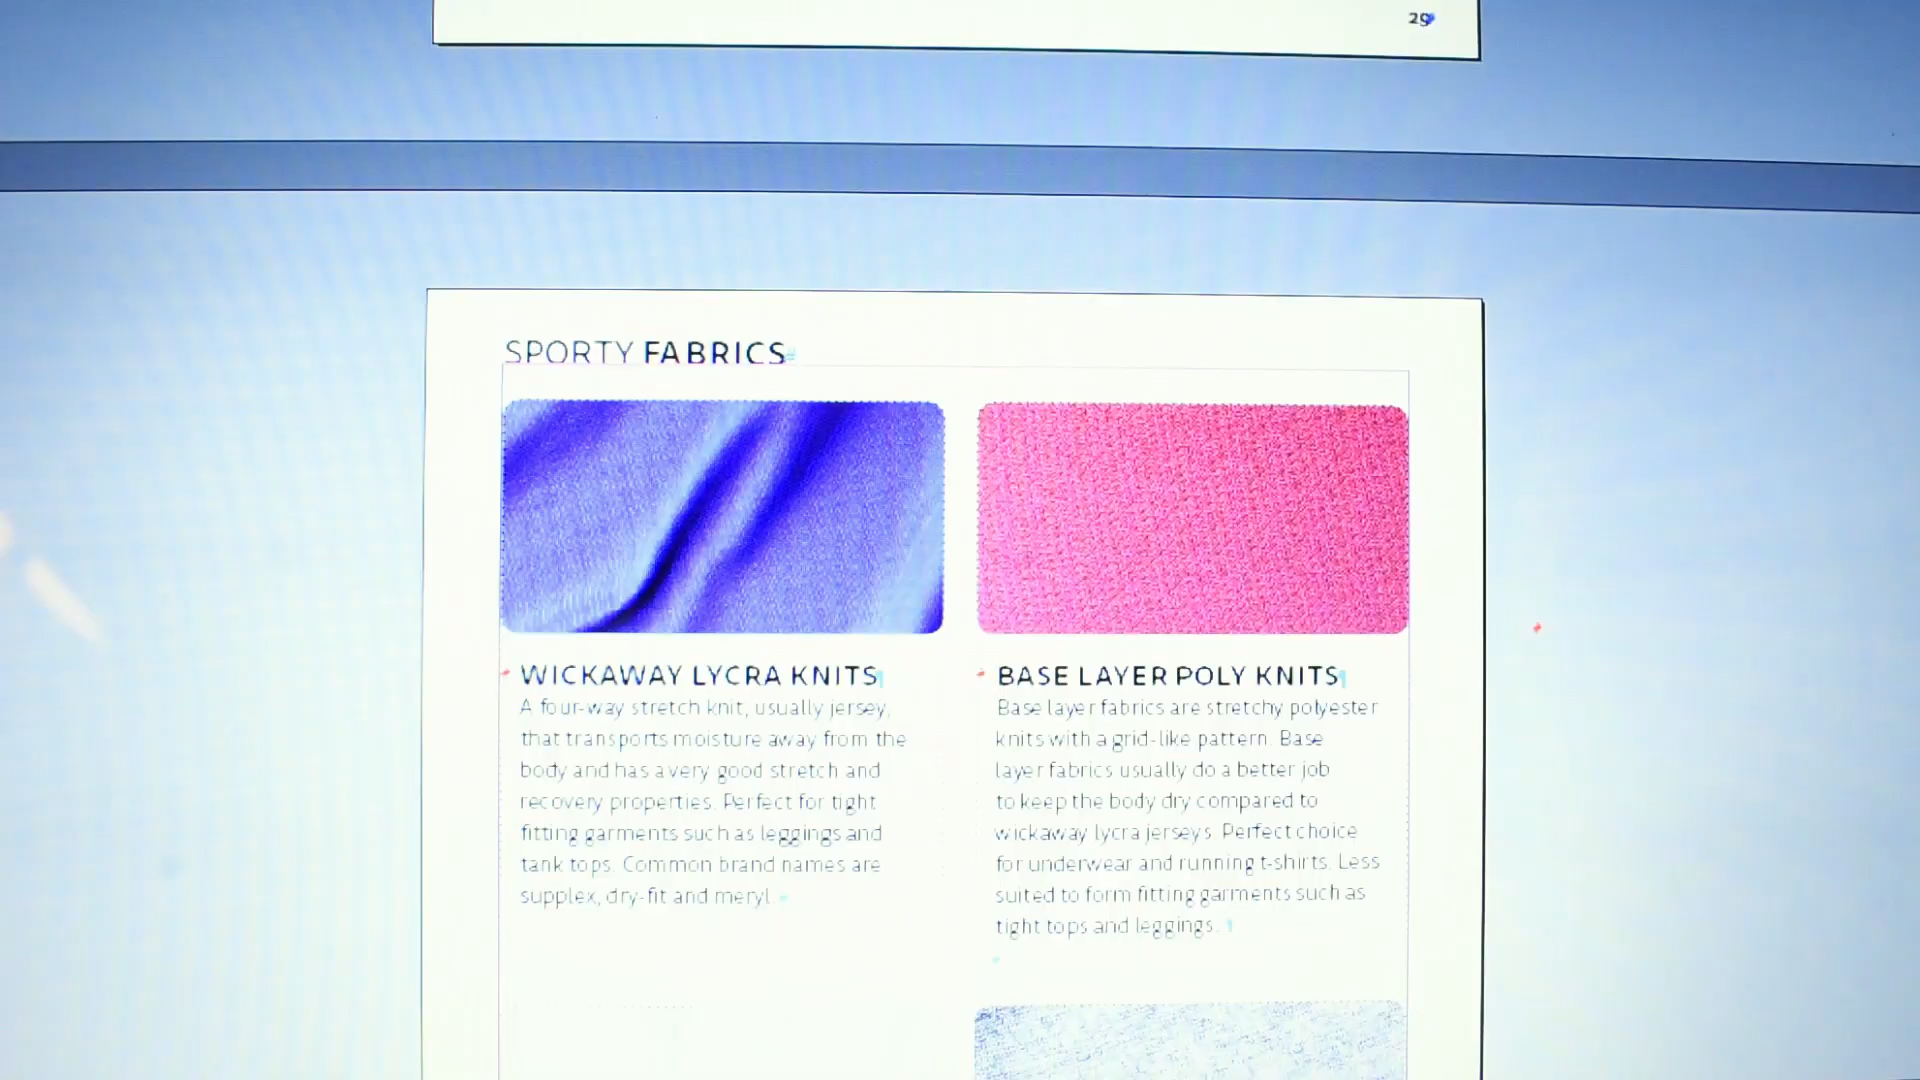 29
SPORTY FABRICS
WICKAWAY LYCRA KNITS
A four-way stretch knit, usually jersey,
that transports moisture away from the
body and has a very good stretch and
recovery properties. Perfect for tight
fitting garments such as leggings and
tank tops. Common brand names are
supplex, dry-fit and meryl.
BASE LAYER POLY KNITS
Base layer fabrics are stretchy polyester
knits with a grid-like pattern. Base
layer fabrics usually do a better job
to keep the body dry compared to
wickaway lycra jerseys. Perfect choice
for underwear and running t-shirts. Less
suited to form fitting garments such as
tight tops and leggings.